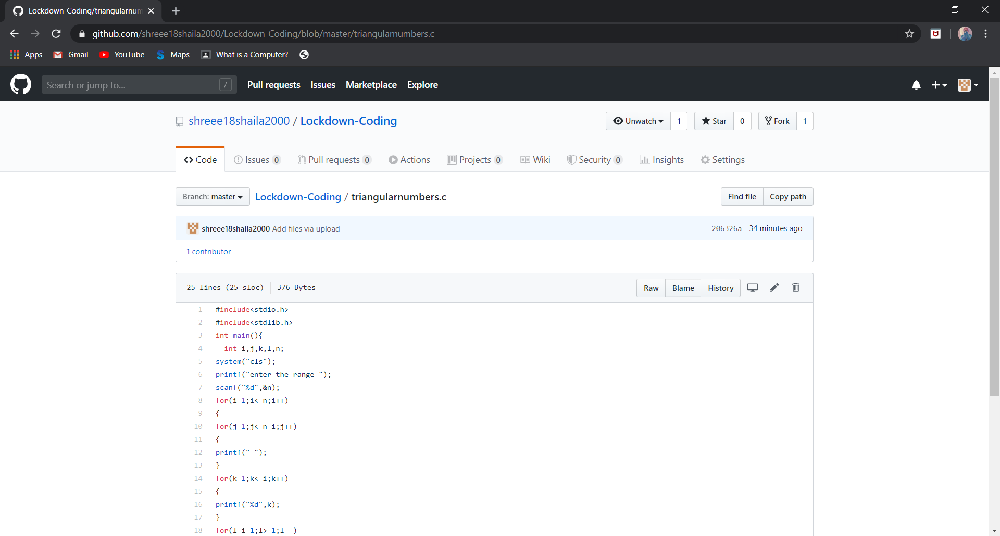 Lockdown-Coding/triangularnum
github.com/shreee18shaila2000/Lockdown-Coding/blob/master/triangularnumbers.c
Apps Gmail YouTube Maps What is a Computer?
Search or jump to... / Pull requests Issues Marketplace Explore
shreee18shaila2000 / Lockdown-Coding Unwatch 1 Star 0 Fork 1
Code Issues 0 Pull requests 0 Actions Projects 0 Wiki Security 0 Insights Settings
Branch: master Lockdown-Coding / triangularnumbers.c Find file Copy path
shreee18shaila2000 Add files via upload 206326a 34 minutes ago
1 contributor
25 lines (25 sloc) 376 Bytes Raw Blame History
1 #include<stdio.h>
2 #include<stdlib.h>
3 int main(){
4 int i,j,k,l,n;
5 system("cls");
6 printf("enter the range=");
7 scanf("%d",&n);
8 for(i=1;i<=n;i++)
9 {
10 for(j=1;j<=n-i;j++)
11 {
12 printf(" ");
13 }
14 for(k=1;k<=i;k++)
15 {
16 printf("%d",k);
17 }
18 for(l=i-1;l>=1;l--)